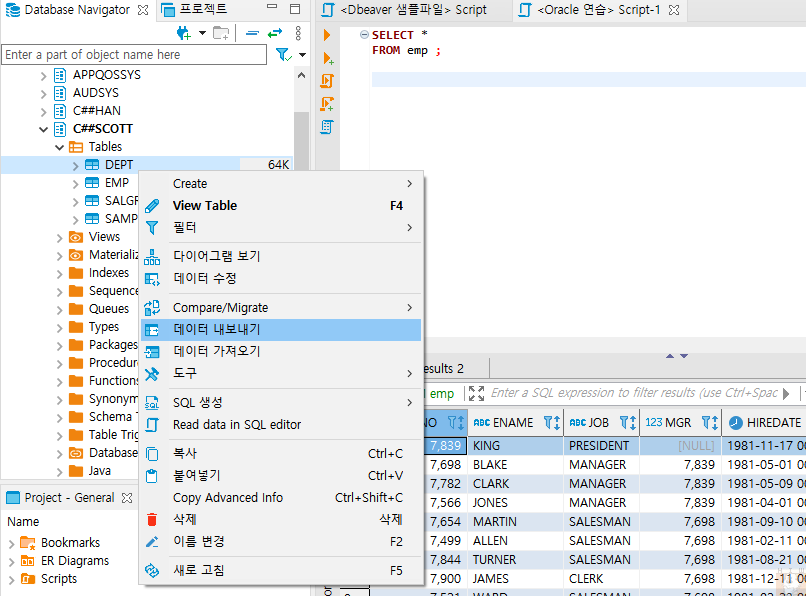 Database Navigator
프로젝트
<Dbeaver 샘플파일> Script
<Oracle 연습> Script-1
Enter a part of object name here
SELECT *
FROM emp ;
APPQOSSYS
AUDSYS
C##HAN
C##SCOTT
Tables
DEPT 64K
EMP
SALGR
SAMP
Views
Materializ
Indexes
Sequence
Queues
Types
Packages
Procedur
Functions
Synonym
Schema T
Table Trig
Database
Java
Create
View Table F4
필터
다이어그램 보기
데이터 수정
Compare/Migrate
데이터 내보내기
데이터 가져오기
도구
SQL 생성
Read data in SQL editor
복사 Ctrl+C
붙여넣기 Ctrl+V
Copy Advanced Info Ctrl+Shift+C
삭제 삭제
이름 변경 F2
새로 고침 F5
Project - General
Name
Bookmarks
ER Diagrams
Scripts
esults 2
emp Enter a SQL expression to filter results (use Ctrl+Spac
NO ABC ENAME ABC JOB 123 MGR HIREDATE
7,839 KING PRESIDENT [NULL] 1981-11-17 0
7,698 BLAKE MANAGER 7,839 1981-05-01 0
7,782 CLARK MANAGER 7,839 1981-05-09 0
7,566 JONES MANAGER 7,839 1981-04-01 0
7,654 MARTIN SALESMAN 7,698 1981-09-10 0
7,499 ALLEN SALESMAN 7,698 1981-02-11 0
7,844 TURNER SALESMAN 7,698 1981-08-21 0
7,900 JAMES CLERK 7,698 1981-12-11 0